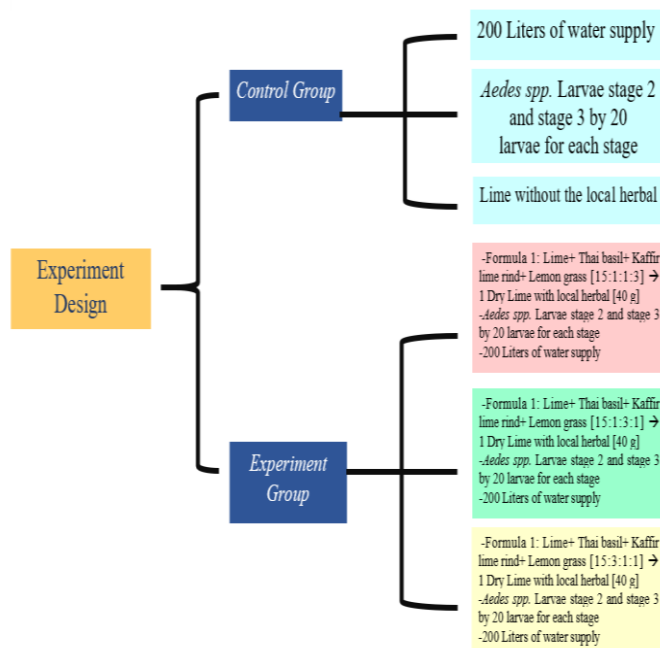 200 Liters of water supply
Control Group
Aedes spp. Larvae stage 2
and stage 3 by 20
larvae for each stage
Lime without the local herbal
Experiment
Design
-Formula 1: Lime+ Thai basil+ Kaffir
lime rind+ Lemon grass [15:1:1:3] →
1 Dry Lime with local herbal [40 g]
-Aedes spp. Larvae stage 2 and stage 3
by 20 larvae for each stage
-200 Liters of water supply
Experiment
Group
-Formula 1: Lime+ Thai basil+ Kaffir
lime rind+ Lemon grass [15:1:3:1] →
1 Dry Lime with local herbal [40 g]
-Aedes spp. Larvae stage 2 and stage 3
by 20 larvae for each stage
-200 Liters of water supply
-Formula 1: Lime+ Thai basil+ Kaffir
lime rind+ Lemon grass [15:3:1:1] →
1 Dry Lime with local herbal [40 g]
-Aedes spp. Larvae stage 2 and stage 3
by 20 larvae for each stage
-200 Liters of water supply